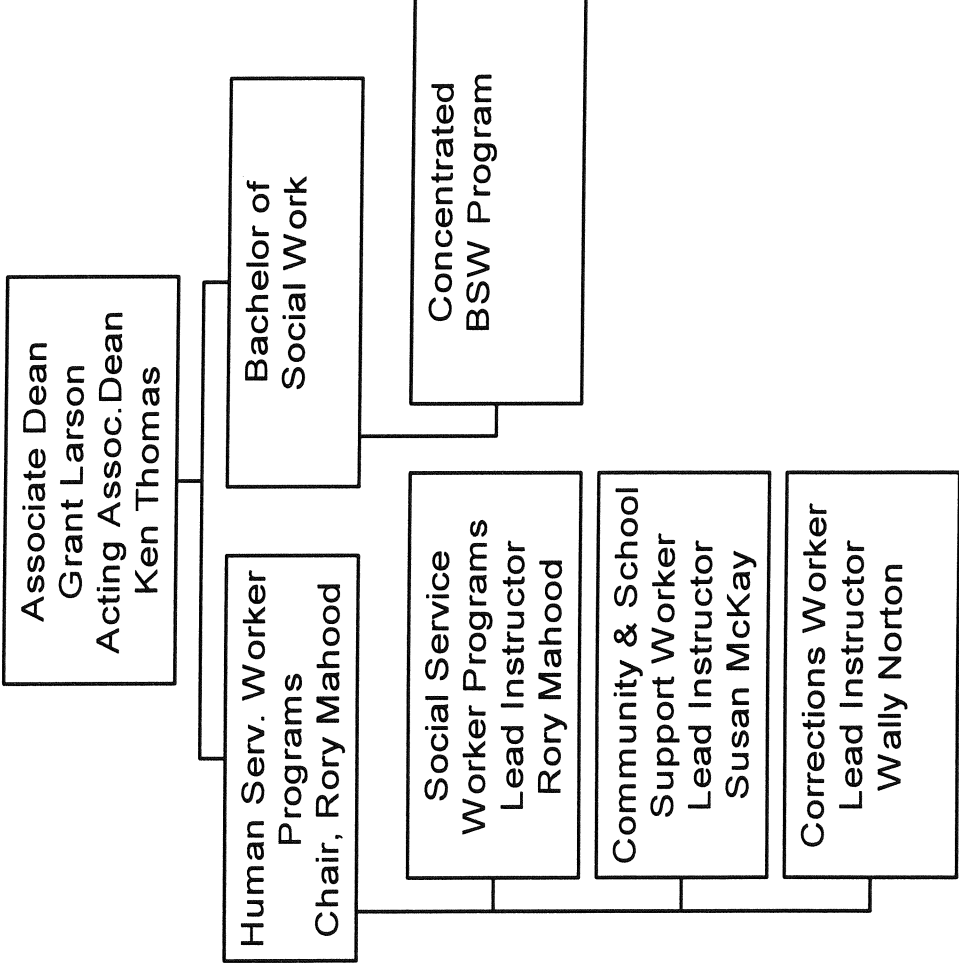 Associate Dean
Grant Larson
Acting Assoc.Dean
Ken Thomas
Human Serv. Worker
Programs
Chair, Rory Mahood
Bachelor of
Social Work
Social Service
Worker Programs
Lead Instructor
Rory Mahood
Community & School
Support Worker
Lead Instructor
Susan McKay
Corrections Worker
Lead Instructor
Wally Norton
Concentrated
BSW Program